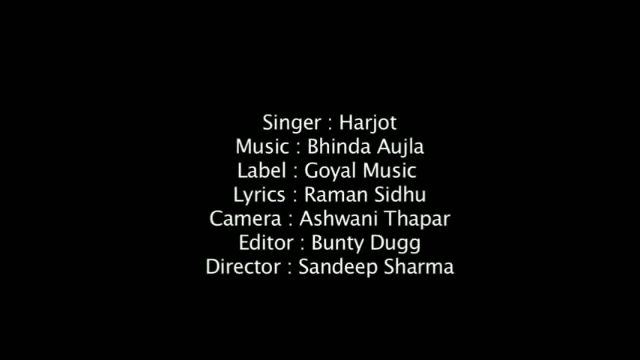 Singer : Harjot
Music : Bhinda Aujla
Label : Goyal Music
Lyrics : Raman Sidhu
Camera : Ashwani Thapar
Editor : Bunty Dugg
Director : Sandeep Sharma